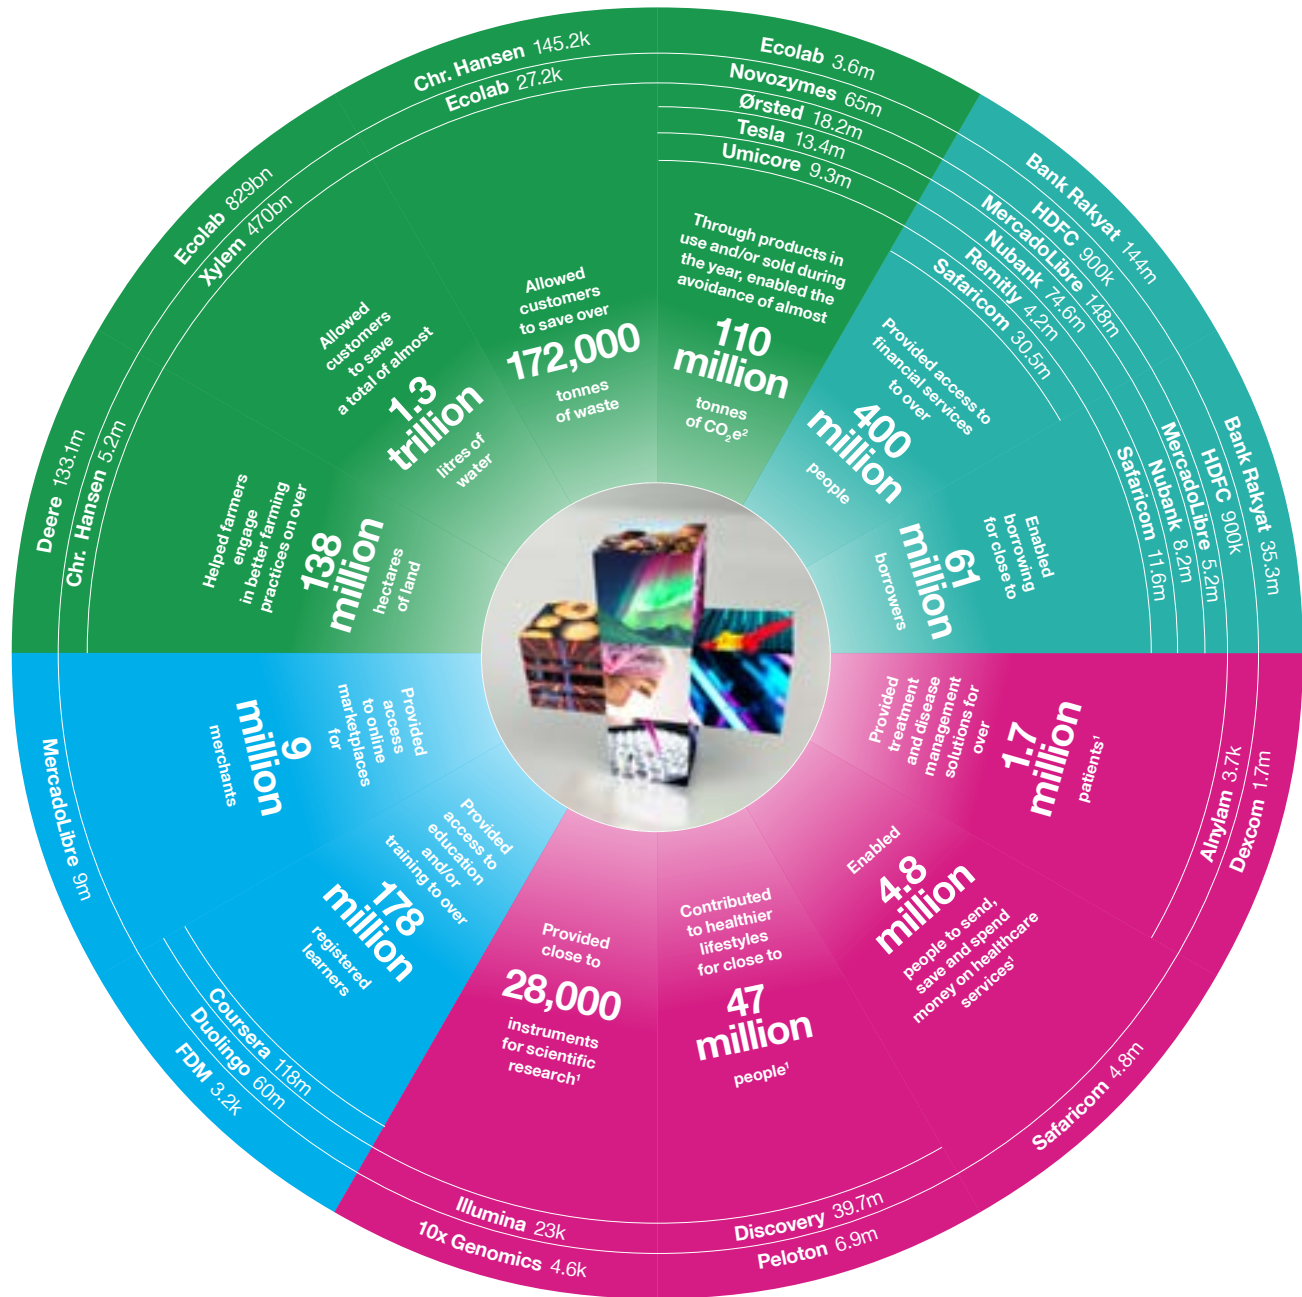 Ecolab 3.6m
Novozymes 65m
Ørsted 18.2m
Tesla 13.4m
Umicore 9.3m
Through products in
use and/or sold during
the year, enabled the
avoidance of almost
110
million
tonnes
of CO₂e²
Bank Rakyat 144m
HDFC 900k
MercadoLibre 148m
Nubank 74.6m
Remitly 4.2m
Safaricom 30.5m
Provided access to
financial services
to over
400
million
people
Bank Rakyat 35.3m
HDFC 900k
MercadoLibre 5.2m
Nubank 8.2m
Safaricom 11.6m
Enabled
borrowing
for close to
61
million
borrowers
Provided
treatment
and disease
management
solutions for
over
1.7
million
patients¹
Alnylam 3.7k
Dexcom 1.7m
Enabled
4.8
million
people to send,
save and spend
money on healthcare
services¹
Safaricom 4.8m
Contributed
to healthier
lifestyles
for close to
47
million
people¹
Discovery 39.7m
Peloton 6.9m
Provided
close to
28,000
instruments
for scientific
research¹
Illumina 23k
10x Genomics 4.6k
Provided
access to
education
and/or
training to over
178
million
registered
learners
Coursera 118m
Duolingo 60m
FDM 3.2k
Provided
access
to online
marketplaces
for
9
million
merchants
MercadoLibre 9m
Deere 133.1m
Chr. Hansen 5.2m
Helped farmers
engage
in better farming
practices on over
138
million
hectares
of land
Ecolab 829bn
Xylem 470bn
Allowed
customers
to save
a total of almost
1.3
trillion
litres of
water
Chr. Hansen 145.2k
Ecolab 27.2k
Allowed
customers
to save over
172,000
tonnes
of waste